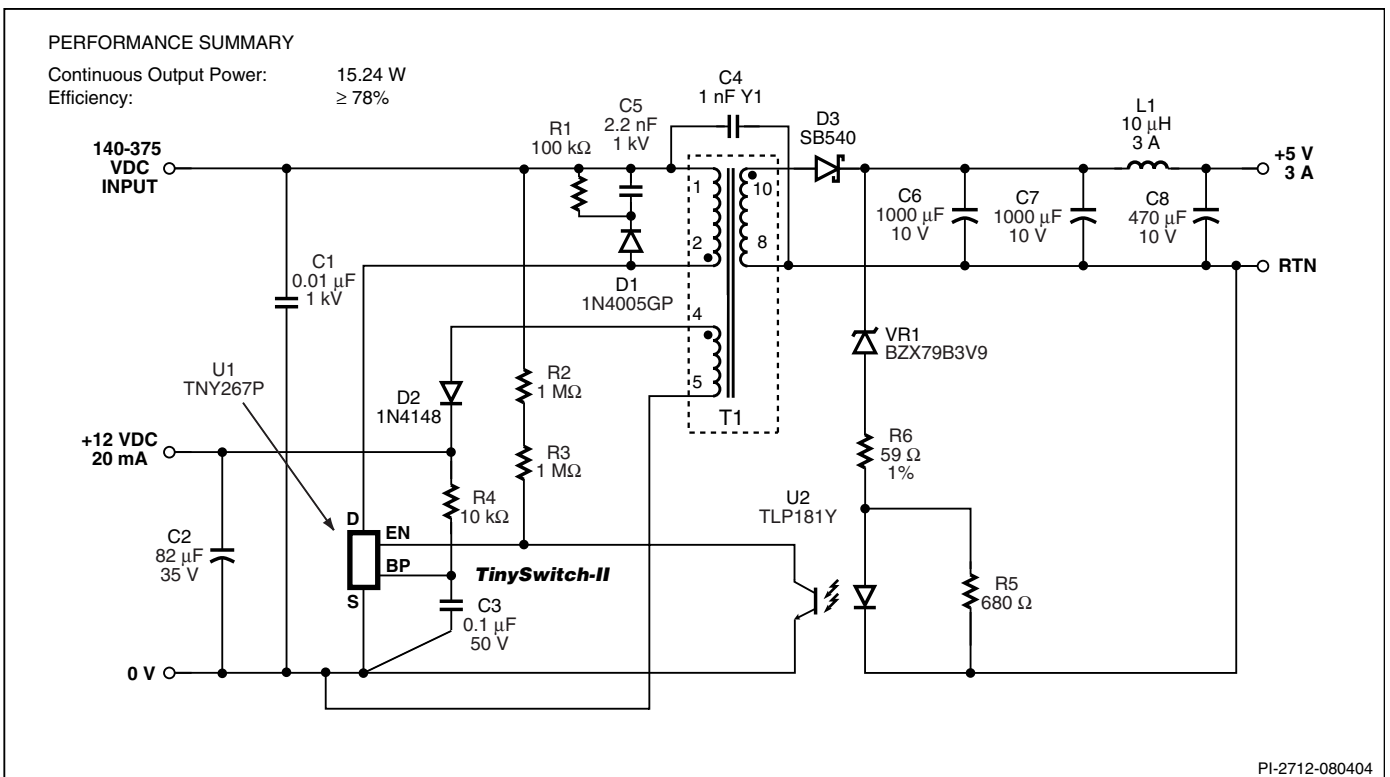 PERFORMANCE SUMMARY
Continuous Output Power: 15.24 W
Efficiency: ≥ 78%
C4
1 nF Y1
C5
2.2 nF
1 kV
R1
100 kΩ
D3
SB540
L1
10 μH
3 A
140-375
VDC
INPUT
+5 V
3 A
1
10
2
8
C6
1000 μF
10 V
C7
1000 μF
10 V
C8
470 μF
10 V
C1
0.01 μF
1 kV
D1
1N4005GP
RTN
4
5
T1
VR1
BZX79B3V9
U1
TNY267P
D2
1N4148
R2
1 MΩ
+12 VDC
20 mA
R3
1 MΩ
R6
59 Ω
1%
R4
10 kΩ
U2
TLP181Y
D
EN
BP
S
TinySwitch-II
C2
82 μF
35 V
C3
0.1 μF
50 V
R5
680 Ω
0 V
PI-2712-080404